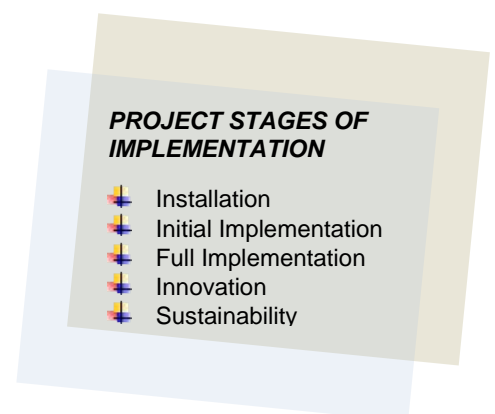 PROJECT STAGES OF
IMPLEMENTATION
Installation
Initial Implementation
Full Implementation
Innovation
Sustainability